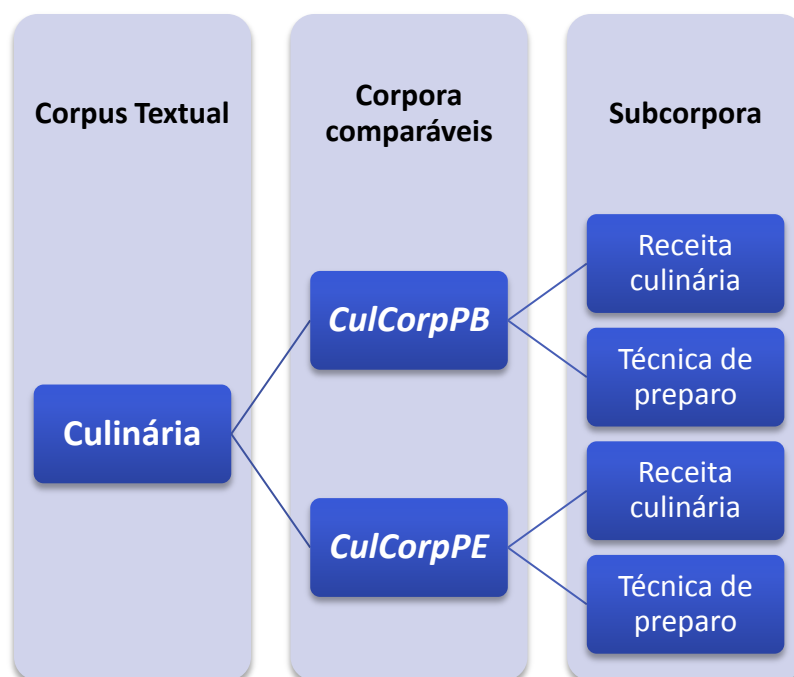 Corpus Textual
Corpora
comparáveis
Subcorpora
Culinária
CulCorpPB
CulCorpPE
Receita
culinária
Técnica de
preparo
Receita
culinária
Técnica de
preparo